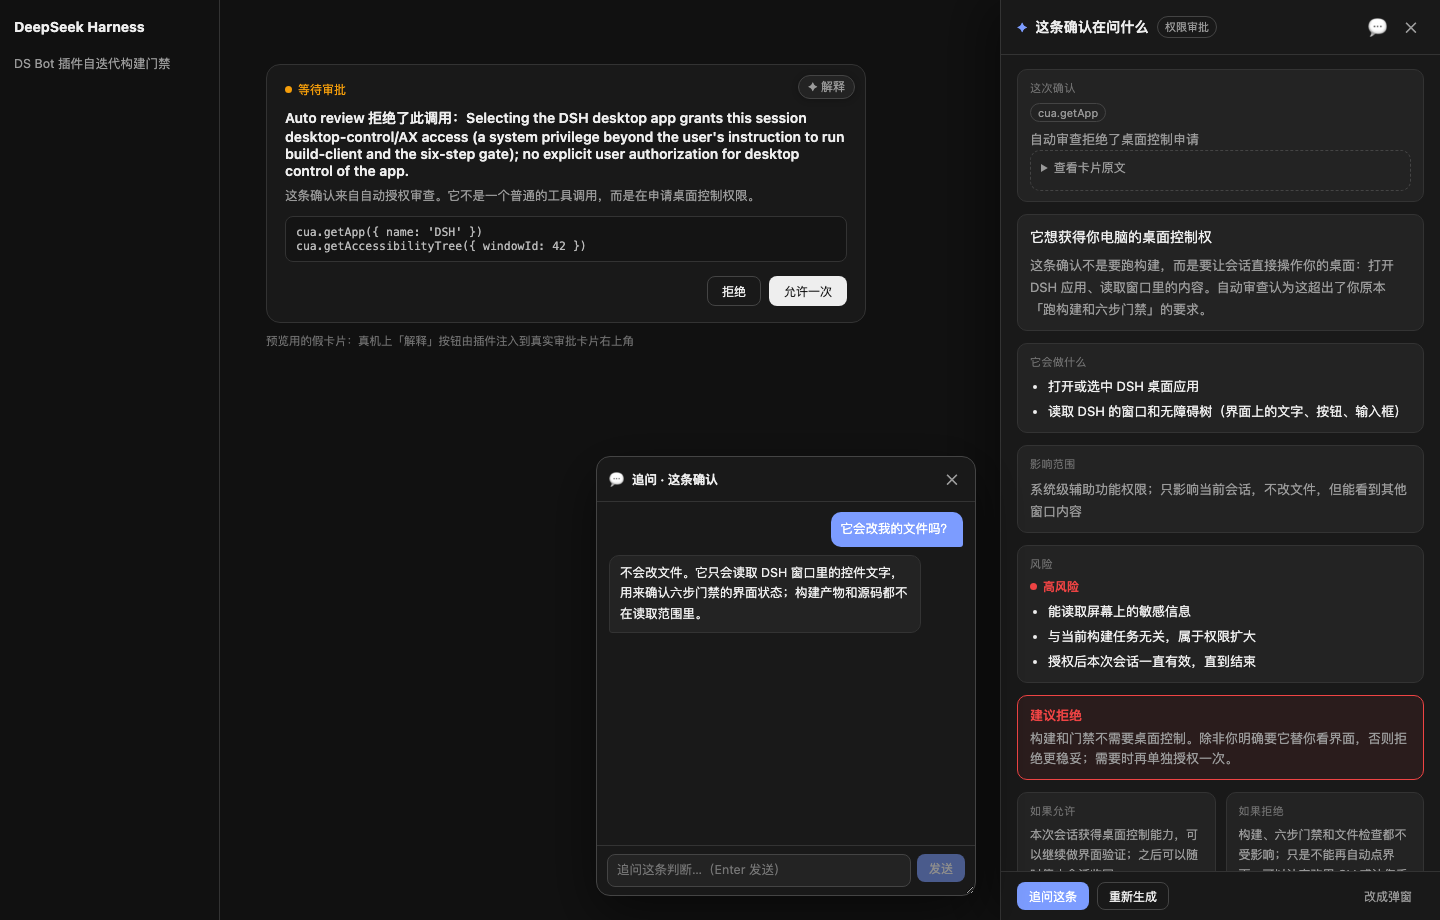 DeepSeek Harness
DS Bot 插件自迭代构建门禁
等待审批
✦ 解释
Auto review 拒绝了此调用：Selecting the DSH desktop app grants this session
desktop-control/AX access (a system privilege beyond the user's instruction to run
build-client and the six-step gate); no explicit user authorization for desktop
control of the app.
这条确认来自自动授权审查。它不是一个普通的工具调用，而是在申请桌面控制权限。
cua.getApp({ name: 'DSH' })
cua.getAccessibilityTree({ windowId: 42 })
拒绝
允许一次
预览用的假卡片：真机上「解释」按钮由插件注入到真实审批卡片右上角
追问 · 这条确认
它会改我的文件吗？
不会改文件。它只会读取 DSH 窗口里的控件文字，
用来确认六步门禁的界面状态；构建产物和源码都不
在读取范围里。
追问这条判断…（Enter 发送）
发送
✦ 这条确认在问什么
权限审批
这次确认
cua.getApp
自动审查拒绝了桌面控制申请
▶ 查看卡片原文
它想获得你电脑的桌面控制权
这条确认不是要跑构建，而是要让会话直接操作你的桌面：打开
DSH 应用、读取窗口里的内容。自动审查认为这超出了你原本
「跑构建和六步门禁」的要求。
它会做什么
• 打开或选中 DSH 桌面应用
• 读取 DSH 的窗口和无障碍树（界面上的文字、按钮、输入框）
影响范围
系统级辅助功能权限；只影响当前会话，不改文件，但能看到其他
窗口内容
风险
高风险
• 能读取屏幕上的敏感信息
• 与当前构建任务无关，属于权限扩大
• 授权后本次会话一直有效，直到结束
建议拒绝
构建和门禁不需要桌面控制。除非你明确要它替你看界面，否则拒
绝更稳妥；需要时再单独授权一次。
如果允许
本次会话获得桌面控制能力，可
以继续做界面验证；之后可以随
如果拒绝
构建、六步门禁和文件检查都不
受影响；只是不能再自动点界
追问这条
重新生成
改成弹窗